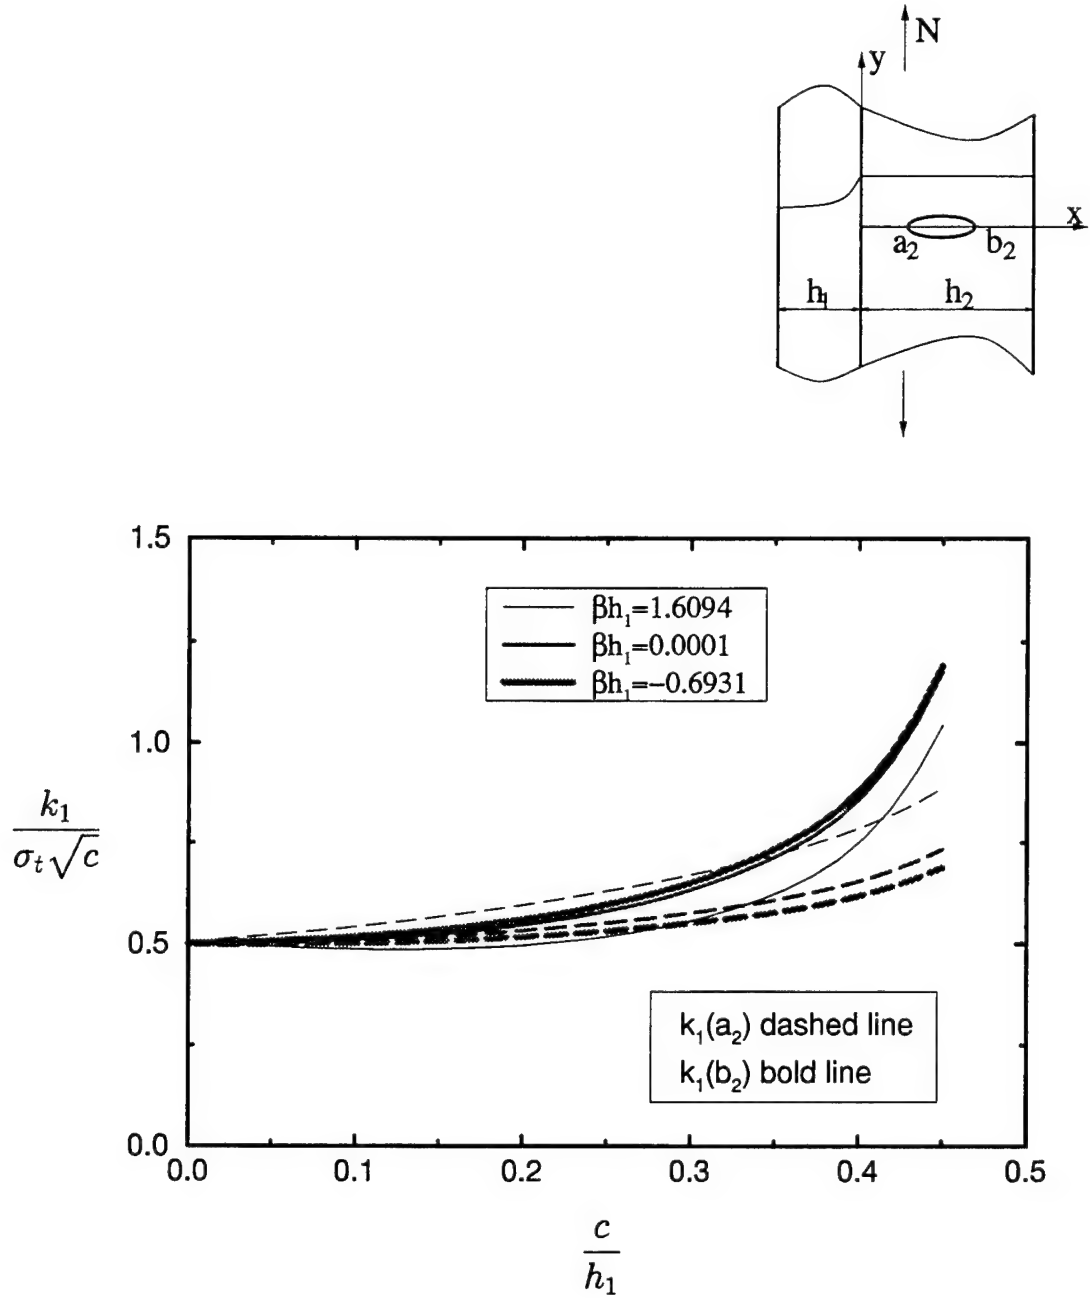 N
y
x
a₂ b₂
h₁ h₂
1.5
βh₁=1.6094
βh₁=0.0001
βh₁=−0.6931
1.0
k₁
σₜ√c
0.5
k₁(a₂) dashed line
k₁(b₂) bold line
0.0
0.0 0.1 0.2 0.3 0.4 0.5
c
h₁